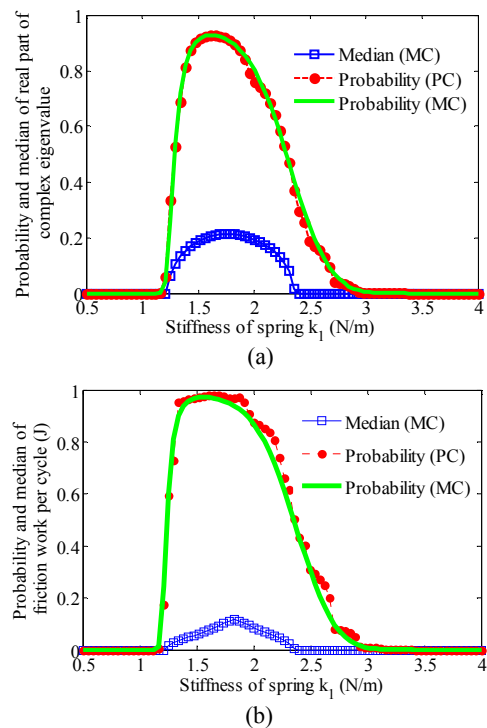 Probability and median of real part of
complex eigenvalue
1
0.8
0.6
0.4
0.2
0
Median (MC)
Probability (PC)
Probability (MC)
0.5 1 1.5 2 2.5 3 3.5 4
Stiffness of spring k1 (N/m)
(a)
Probability and median of
friction work per cycle (J)
1
0.8
0.6
0.4
0.2
0
Median (MC)
Probability (PC)
Probability (MC)
0.5 1 1.5 2 2.5 3 3.5 4
Stiffness of spring k1 (N/m)
(b)